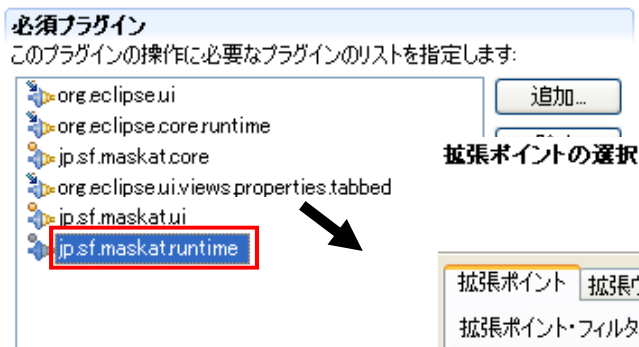 必須プラグイン
このプラグインの操作に必要なプラグインのリストを指定します:
org.eclipse.ui
追加...
org.eclipse.core.runtime
jp.sf.maskat.core
拡張ポイントの選択
org.eclipse.ui.views.properties.tabbed
jp.sf.maskat.ui
jp.sf.maskat.runtime
拡張ポイント
拡張ウ
拡張ポイント・フィルタ